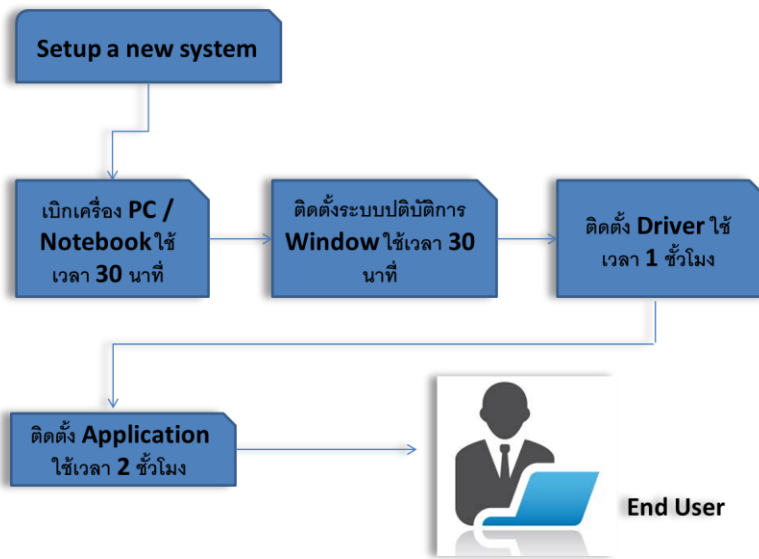 Setup a new system
เบิกเครื่อง PC /
Notebook ใช้
เวลา 30 นาที่
ติดตั้งระบบปติบัติการ
Window ใช้เวลา 30
นาที่
ติดตั้ง Driver ใช้
เวลา 1 ชั้วโมง
ติดตั้ง Application
ใช้เวลา 2 ชั้วโมง
End User